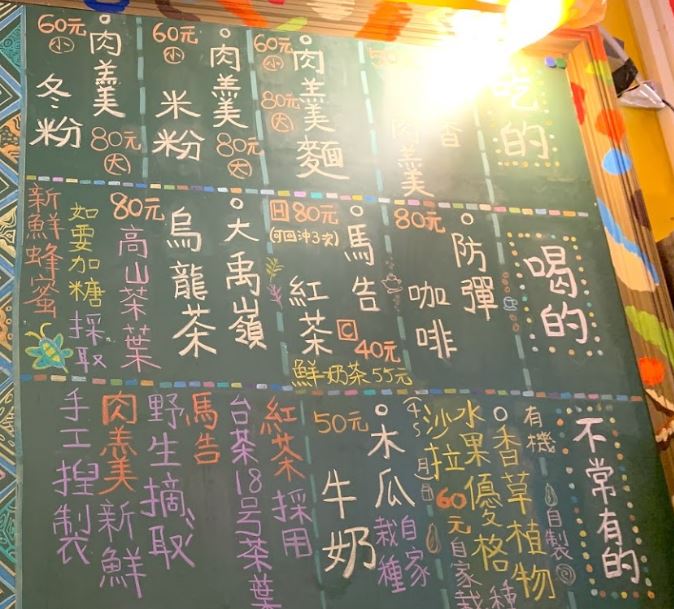 吃的
香
肉羹
。肉羹
麵
60元
小
80元
大
。肉羹
米粉
60元
小
80元
大
。肉羹
冬粉
60元
小
80元
大
喝的
。防彈
咖啡
80元
。馬告
紅茶
H 80元
(可回沖3次)
C 40元
鮮奶茶55元
。大禹嶺
烏龍茶
80元
高山茶葉
如要加糖採取
新鮮蜂蜜
不常有的
有機
自製
。香草植物
水果優格
沙拉
60元
自家栽種
。木瓜
牛奶
自家
栽種
50元
紅茶採用
台茶18号茶葉
馬告
野生摘取
肉羹新鮮
手工捏製